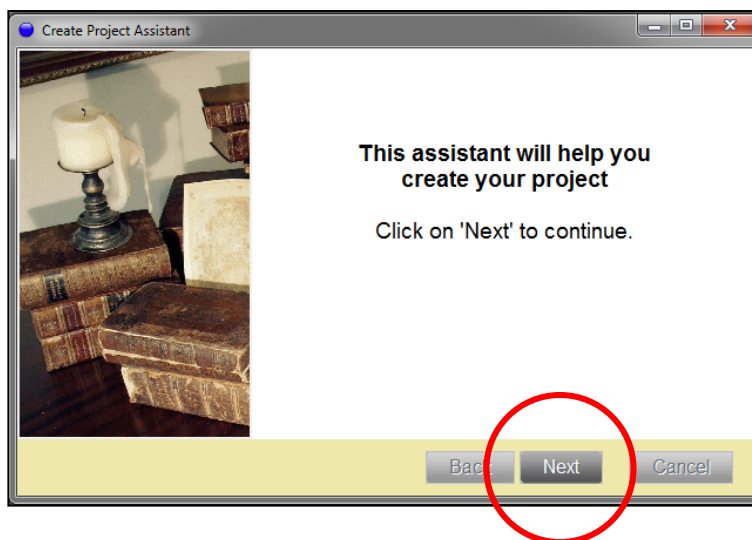 Create Project Assistant
This assistant will help you
create your project
Click on 'Next' to continue.
Back Next Cancel